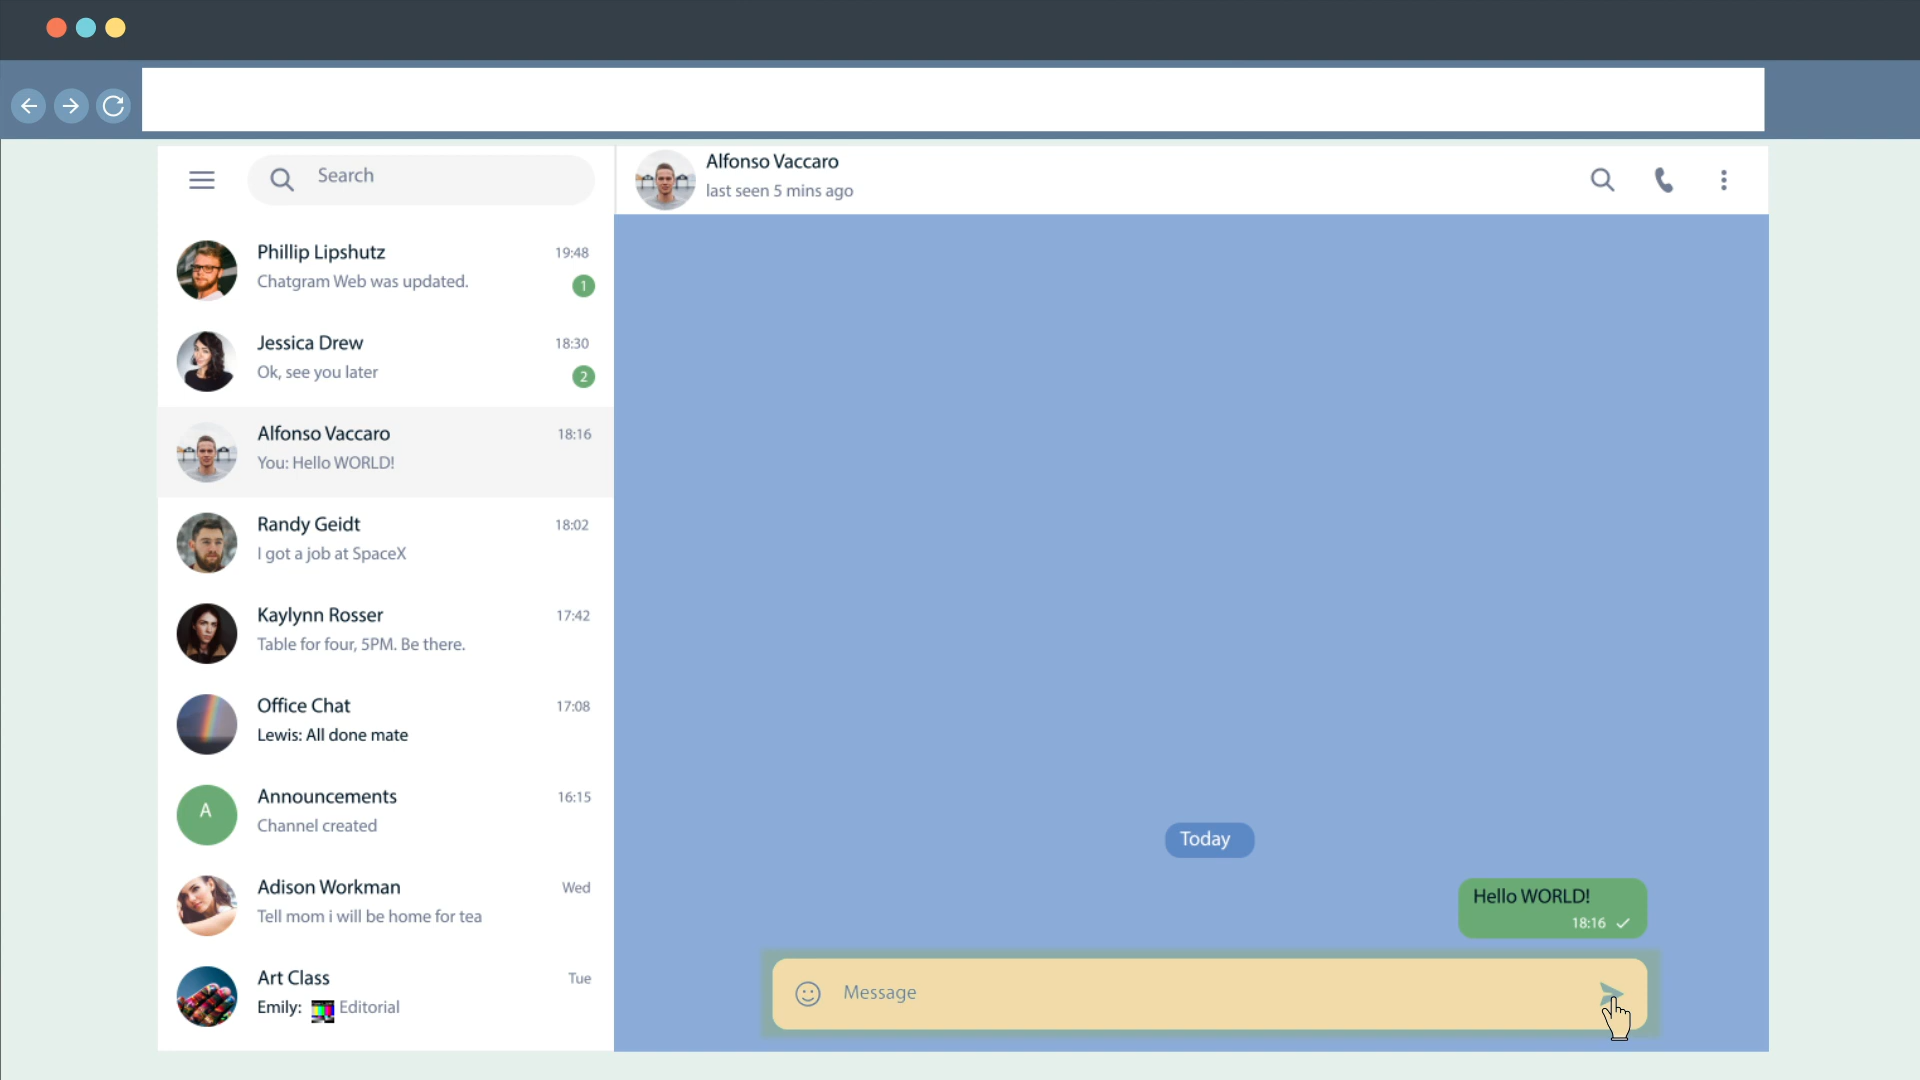 Search
Alfonso Vaccaro
last seen 5 mins ago
Phillip Lipshutz 19:48
Chatgram Web was updated. 1
Jessica Drew 18:30
Ok, see you later 2
Alfonso Vaccaro 18:16
You: Hello WORLD!
Randy Geidt 18:02
I got a job at SpaceX
Kaylynn Rosser 17:42
Table for four, 5PM. Be there.
Office Chat 17:08
Lewis: All done mate
A
Announcements 16:15
Channel created
Adison Workman Wed
Tell mom i will be home for tea
Art Class Tue
Emily: Editorial
Today
Hello WORLD!
18:16
Message